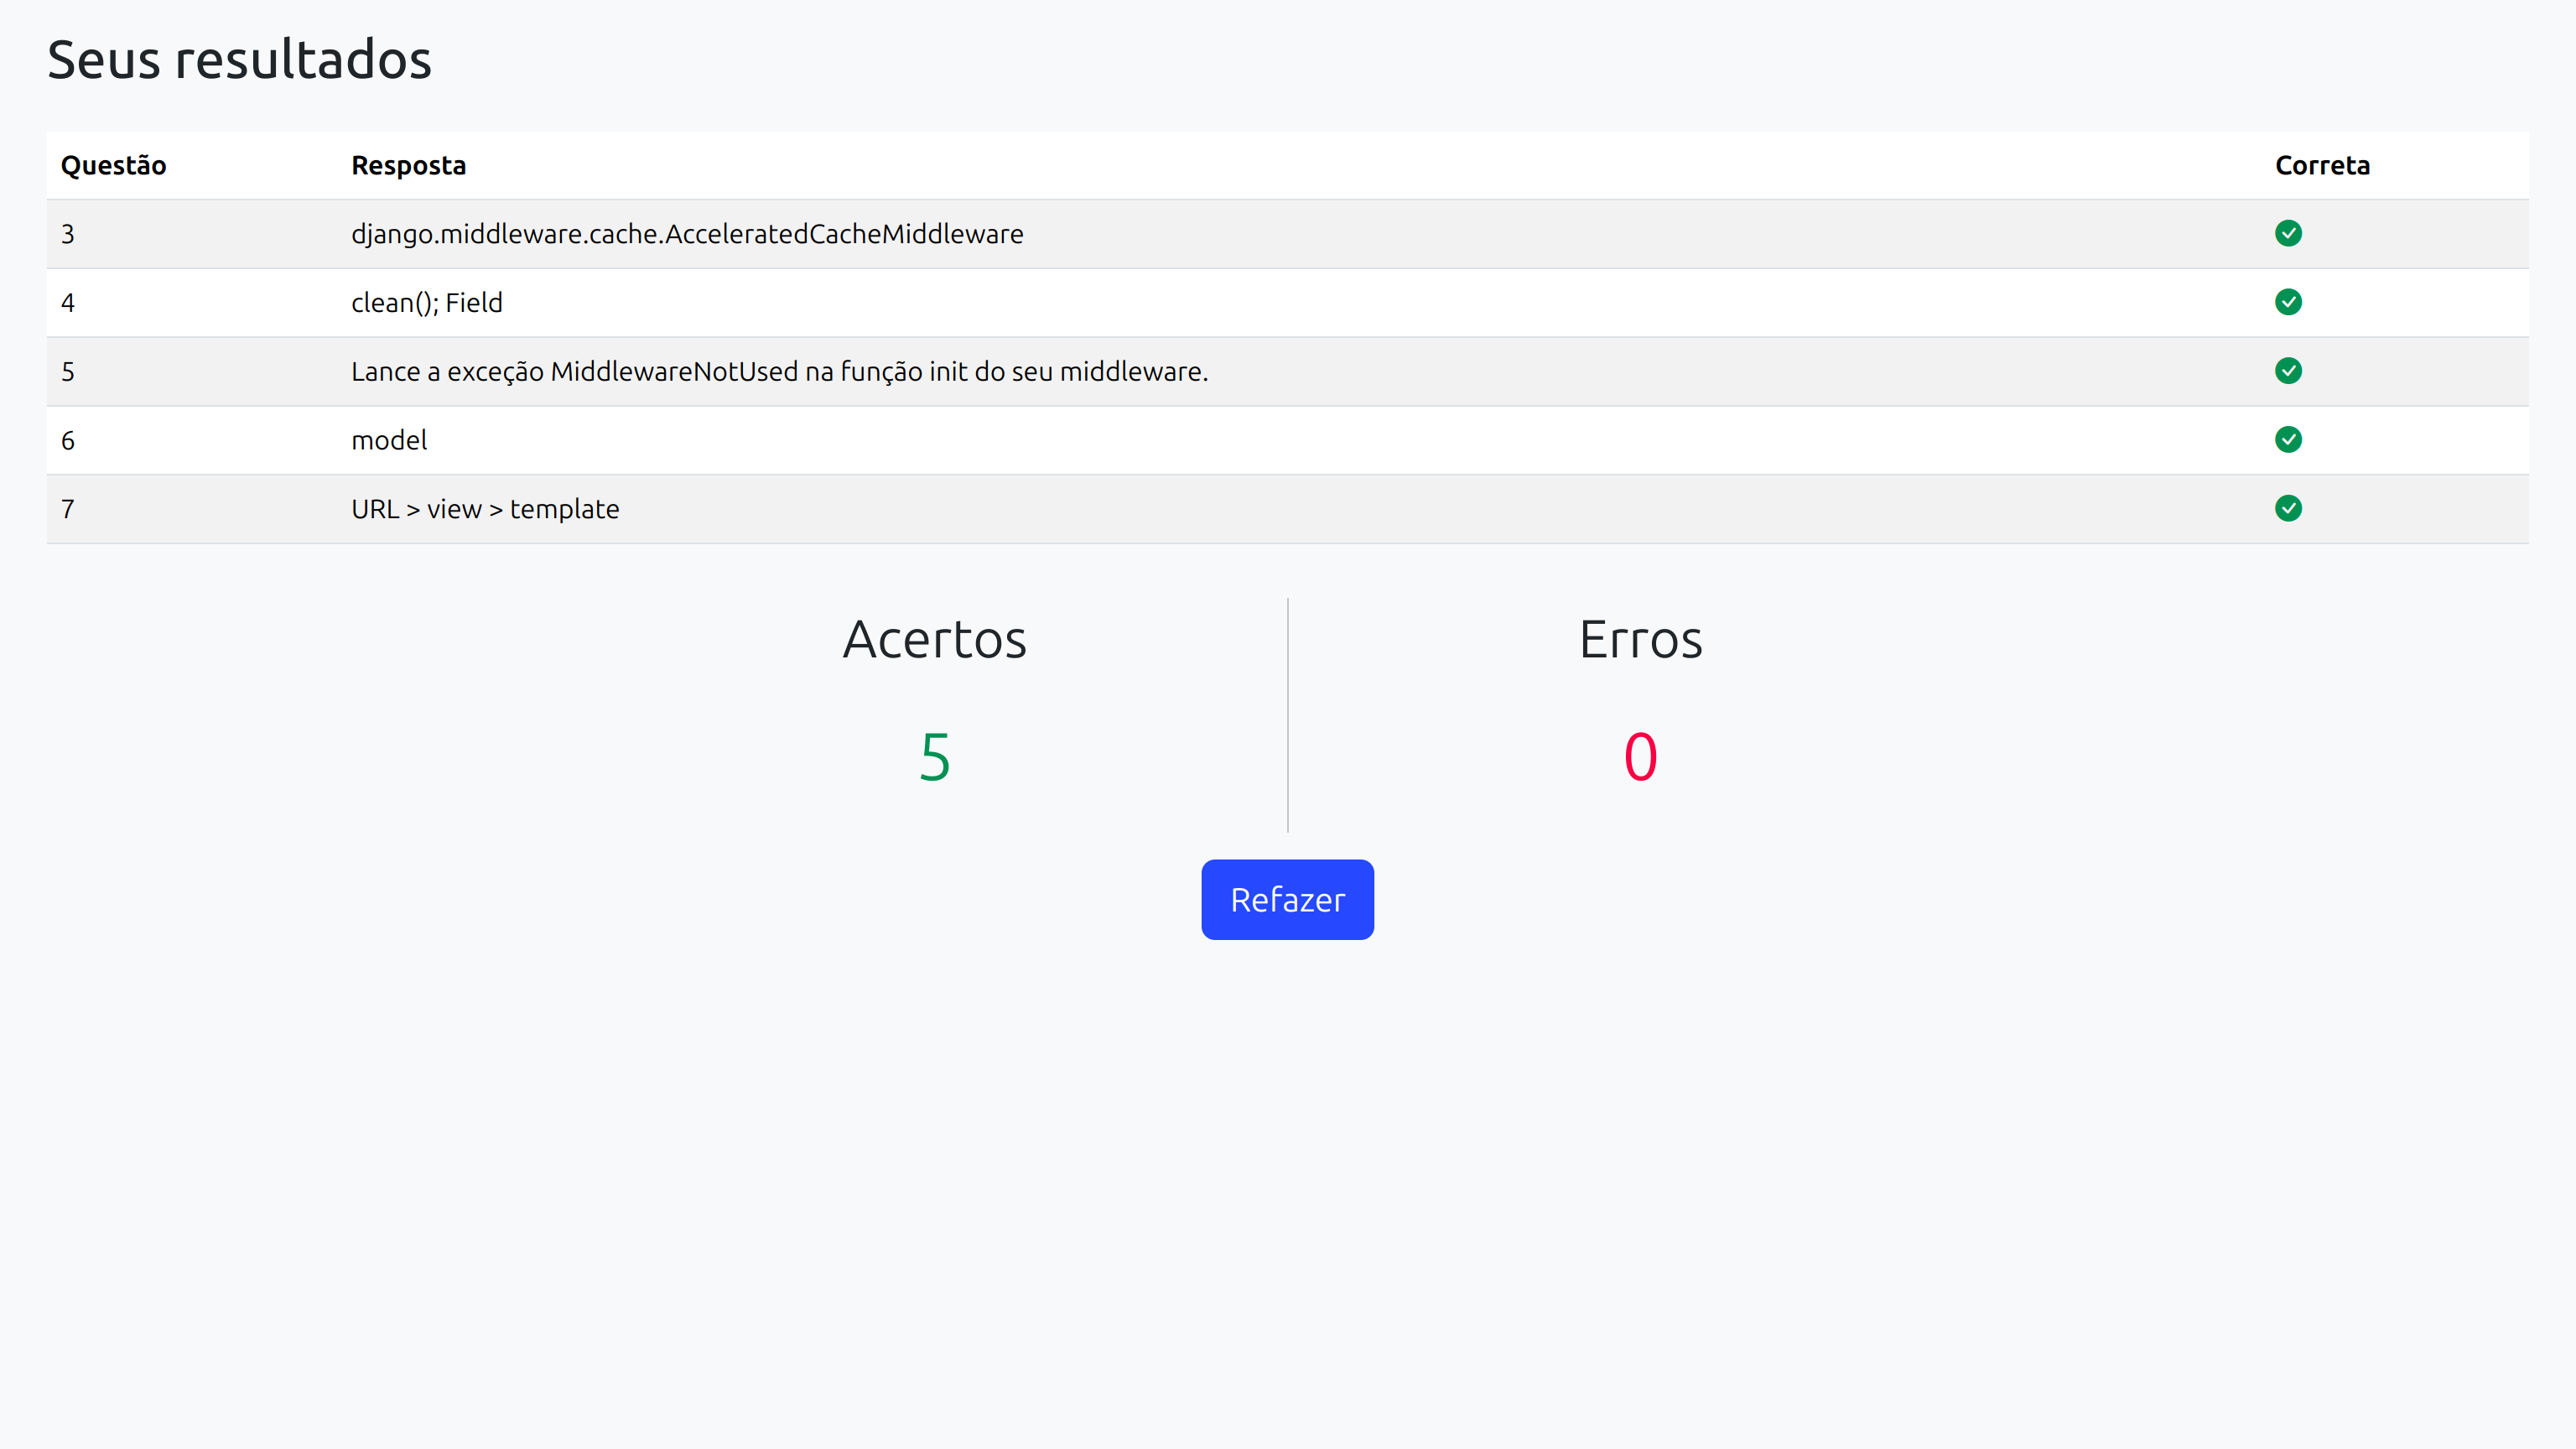 Seus resultados
Questão Resposta Correta
3 django.middleware.cache.AcceleratedCacheMiddleware
4 clean(); Field
5 Lance a exceção MiddlewareNotUsed na função init do seu middleware.
6 model
7 URL > view > template
Acertos Erros
5 0
Refazer